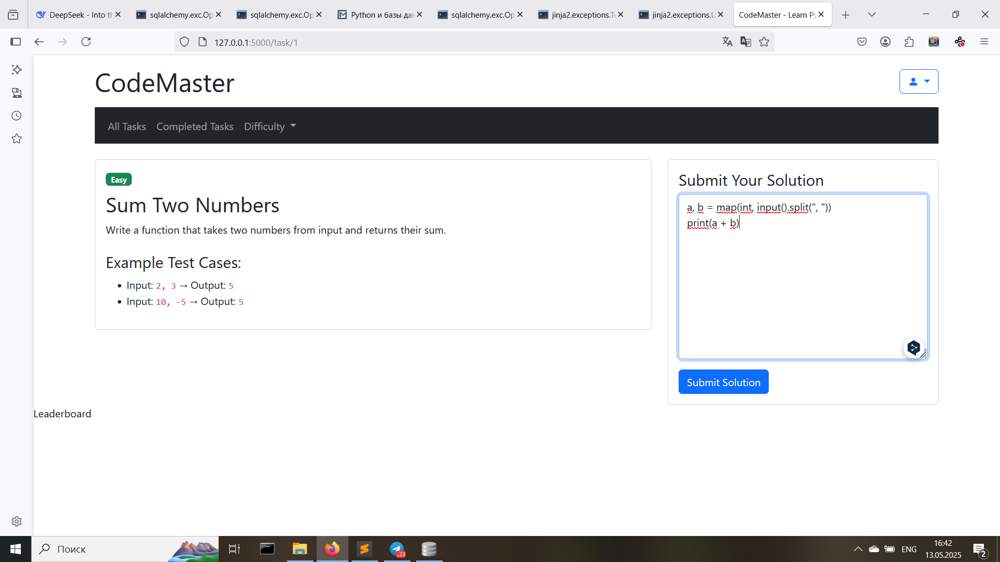 DeepSeek - Into th
sqlalchemy.exc.Op
sqlalchemy.exc.Op
Python и базы дан
sqlalchemy.exc.Op
jinja2.exceptions.Te
jinja2.exceptions.U
CodeMaster - Learn Py
127.0.0.1:5000/task/1
CodeMaster
All Tasks
Completed Tasks
Difficulty
Easy
Sum Two Numbers
Write a function that takes two numbers from input and returns their sum.
Example Test Cases:
Input: 2, 3 → Output: 5
Input: 10, -5 → Output: 5
Submit Your Solution
a, b = map(int, input().split(", "))
print(a + b)
Submit Solution
Leaderboard
Поиск
..23
ENG
16:42
13.05.2025
2